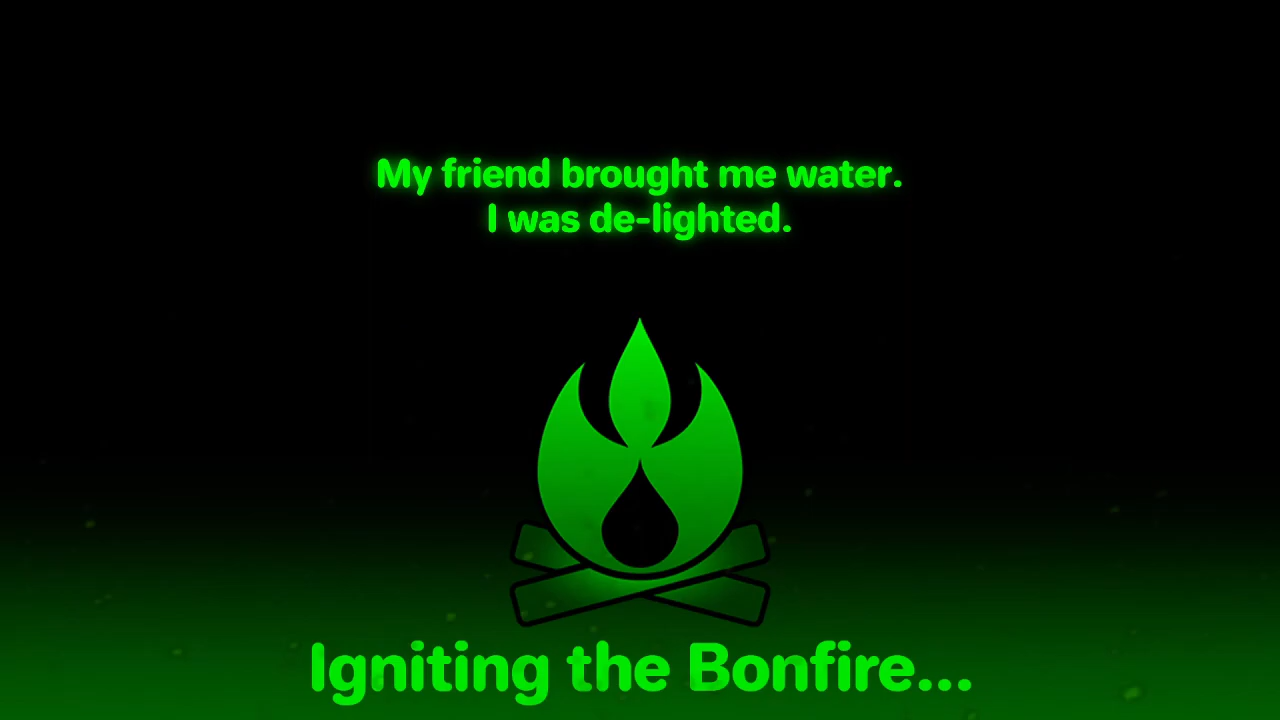 My friend brought me water.
I was de-lighted.
Igniting the Bonfire...